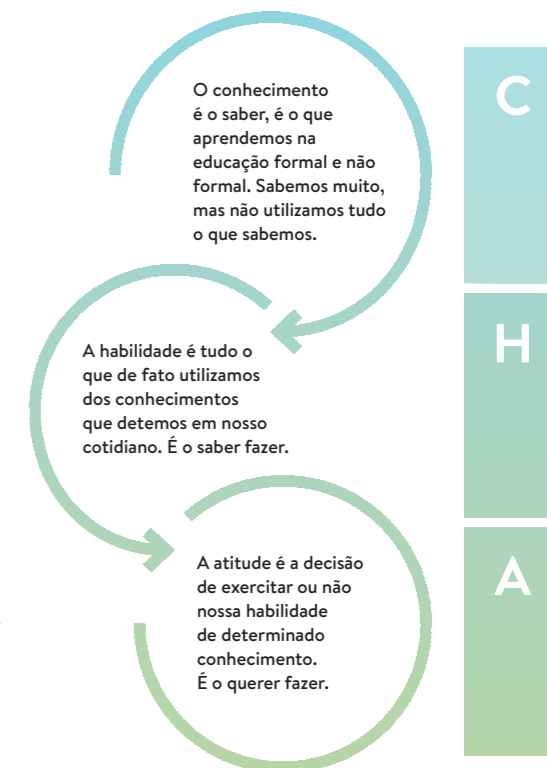 O conhecimento
é o saber, é o que
aprendemos na
educação formal e não
formal. Sabemos muito,
mas não utilizamos tudo
o que sabemos.
C
A habilidade é tudo o
que de fato utilizamos
dos conhecimentos
que detemos em nosso
cotidiano. É o saber fazer.
H
A atitude é a decisão
de exercitar ou não
nossa habilidade
de determinado
conhecimento.
É o querer fazer.
A